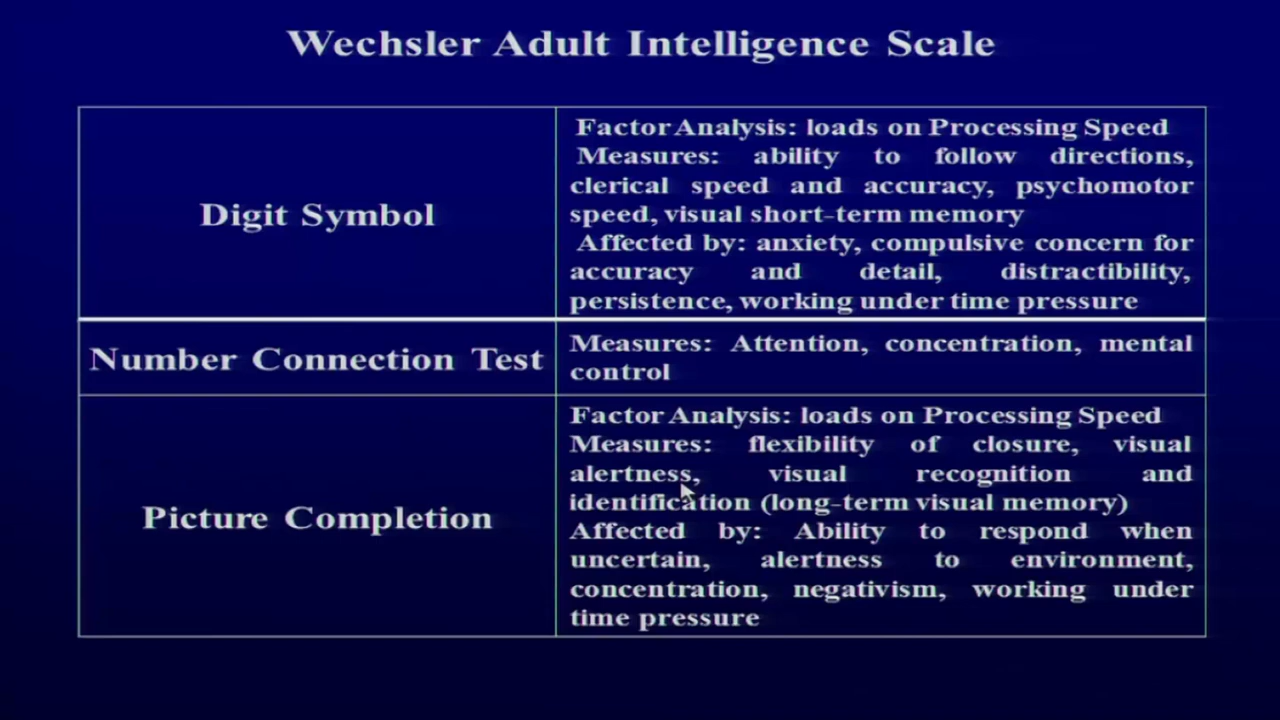 Wechsler Adult Intelligence Scale
Digit Symbol
Factor Analysis: loads on Processing Speed
Measures: ability to follow directions,
clerical speed and accuracy, psychomotor
speed, visual short-term memory
Affected by: anxiety, compulsive concern for
accuracy and detail, distractibility,
persistence, working under time pressure
Number Connection Test
Measures: Attention, concentration, mental
control
Picture Completion
Factor Analysis: loads on Processing Speed
Measures: flexibility of closure, visual
alertness, visual recognition and
identification (long-term visual memory)
Affected by: Ability to respond when
uncertain, alertness to environment,
concentration, negativism, working under
time pressure